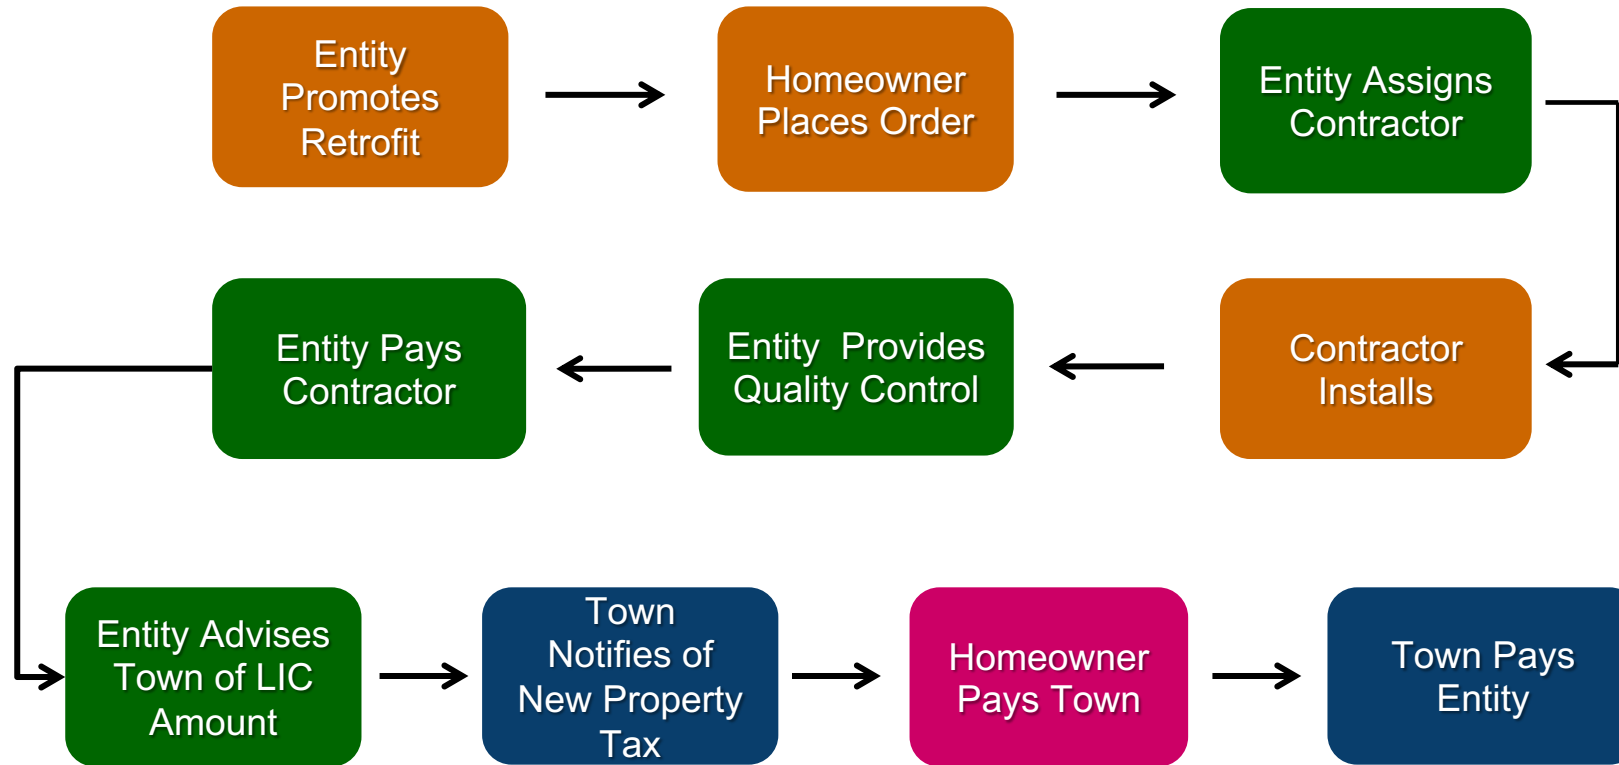 Entity
Promotes
Retrofit
Homeowner
Places Order
Entity Assigns
Contractor
Contractor
Installs
Entity Provides
Quality Control
Entity Pays
Contractor
Entity Advises
Town of LIC
Amount
Town
Notifies of
New Property
Tax
Homeowner
Pays Town
Town Pays
Entity